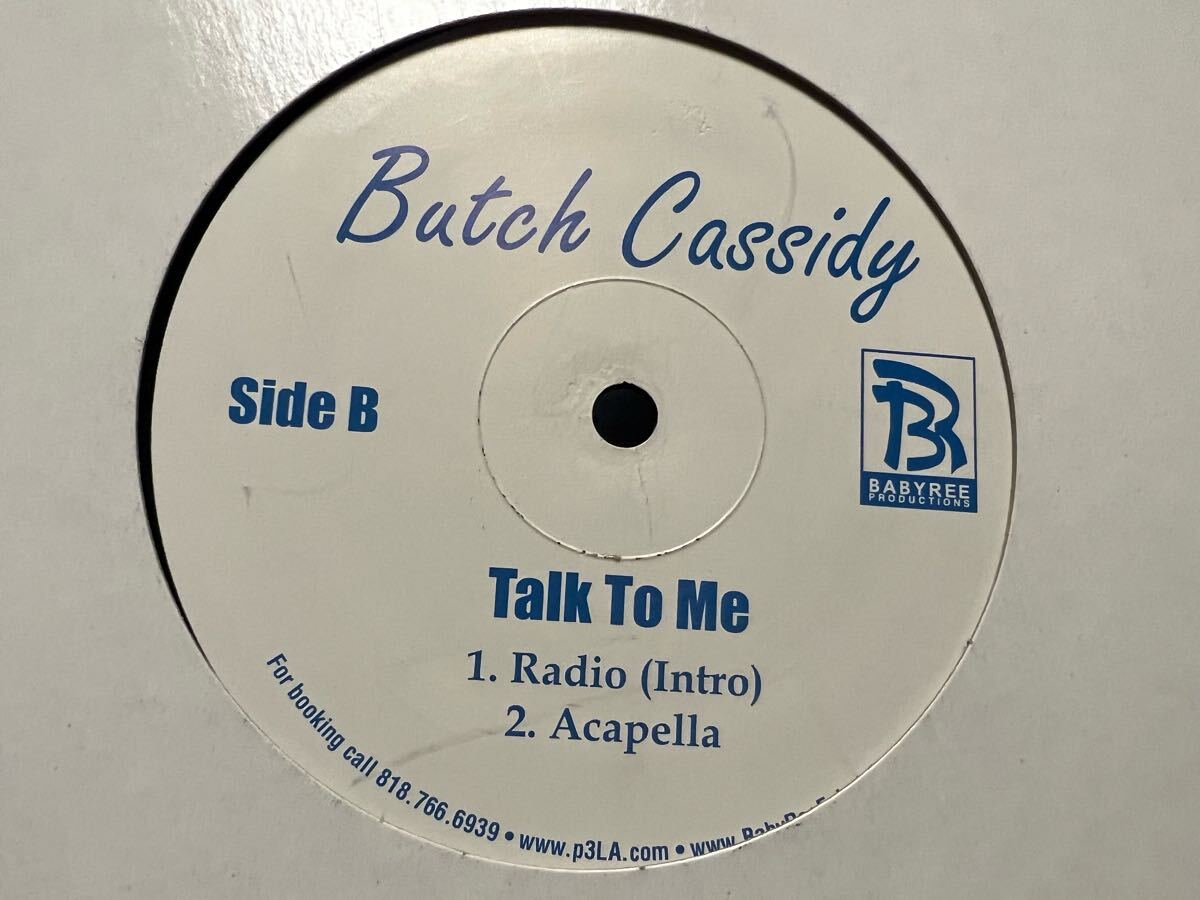 Butch Cassidy
Side B
BABYREE
PRODUCTIONS
Talk To Me
1. Radio (Intro)
2. Acapella
For booking call 818.766.6939 • www.p3LA.com • www.